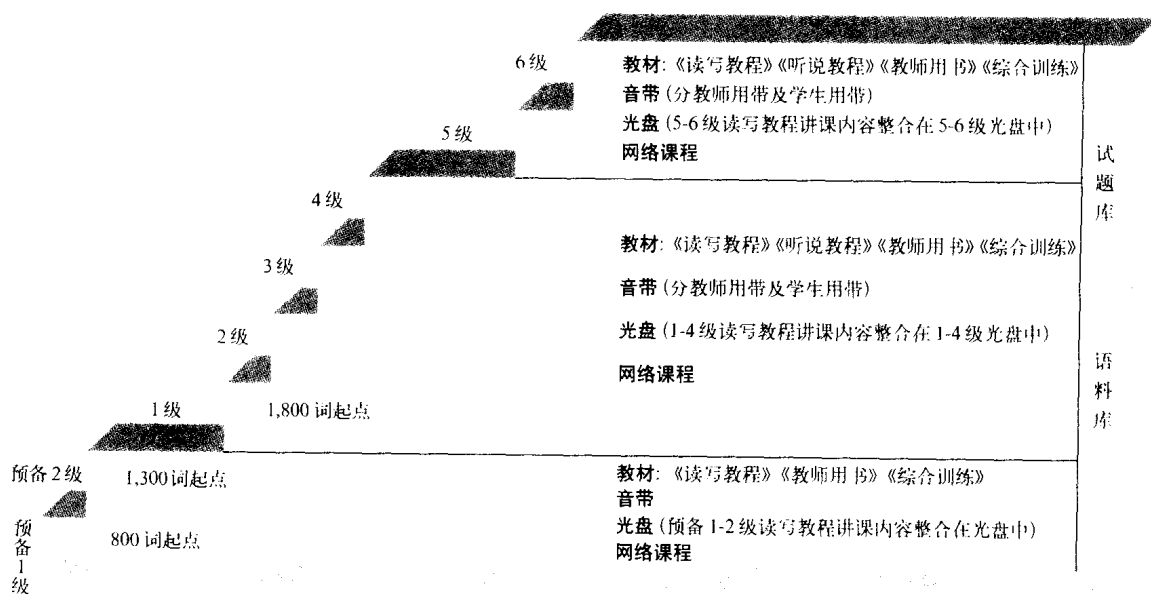 6级
教材:《读写教程》《听说教程》《教师用书》《综合训练》
音带(分教师用带及学生用带)
光盘(5-6级读写教程讲课内容整合在5-6级光盘中)
网络课程
5级
4级
教材:《读写教程》《听说教程》《教师用书》《综合训练》
音带(分教师用带及学生用带)
光盘(1-4级读写教程讲课内容整合在1-4级光盘中)
网络课程
3级
2级
1级
1,800词起点
预备2级
1,300词起点
教材:《读写教程》《教师用书》《综合训练》
音带
光盘(预备1-2级读写教程讲课内容整合在光盘中)
网络课程
预备1级
800词起点
试题库
语料库